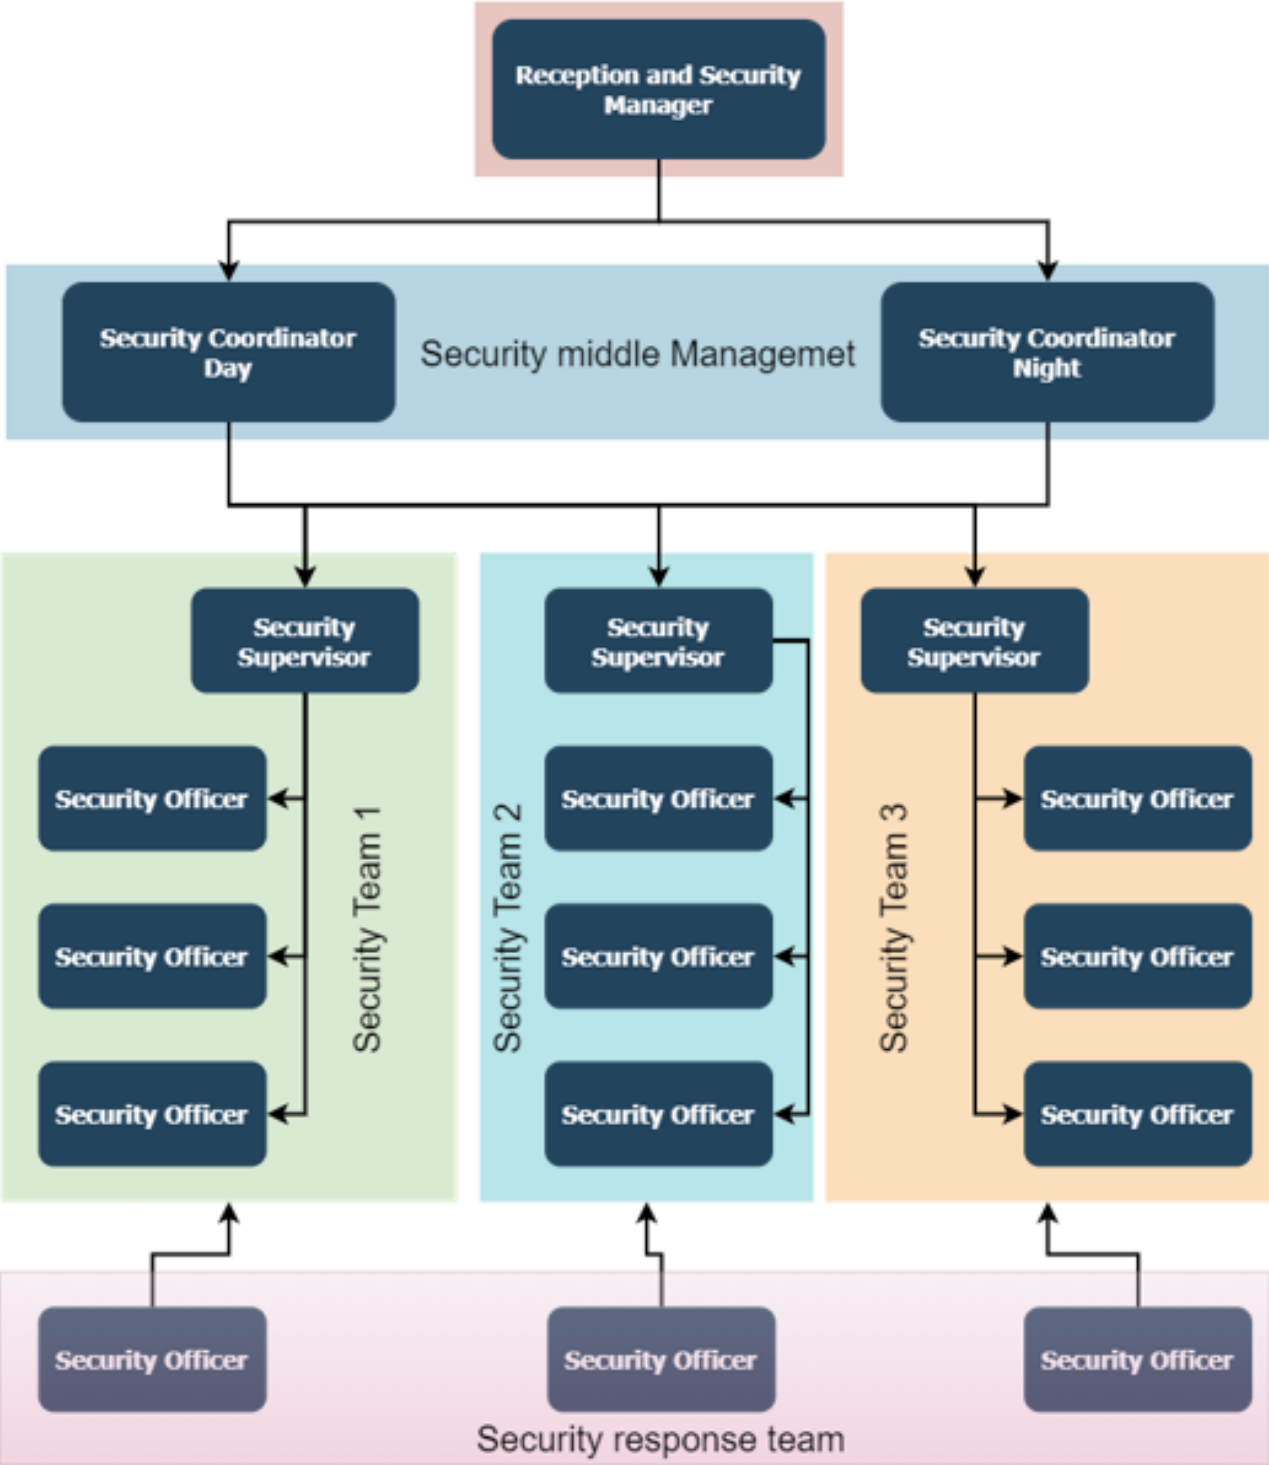 Reception and Security
Manager
Security Coordinator
Day
Security middle Managemet
Security Coordinator
Night
Security
Supervisor
Security Officer
Security Officer
Security Officer
Security Team 1
Security
Supervisor
Security Officer
Security Officer
Security Officer
Security Team 2
Security
Supervisor
Security Officer
Security Officer
Security Officer
Security Team 3
Security Officer
Security Officer
Security Officer
Security response team